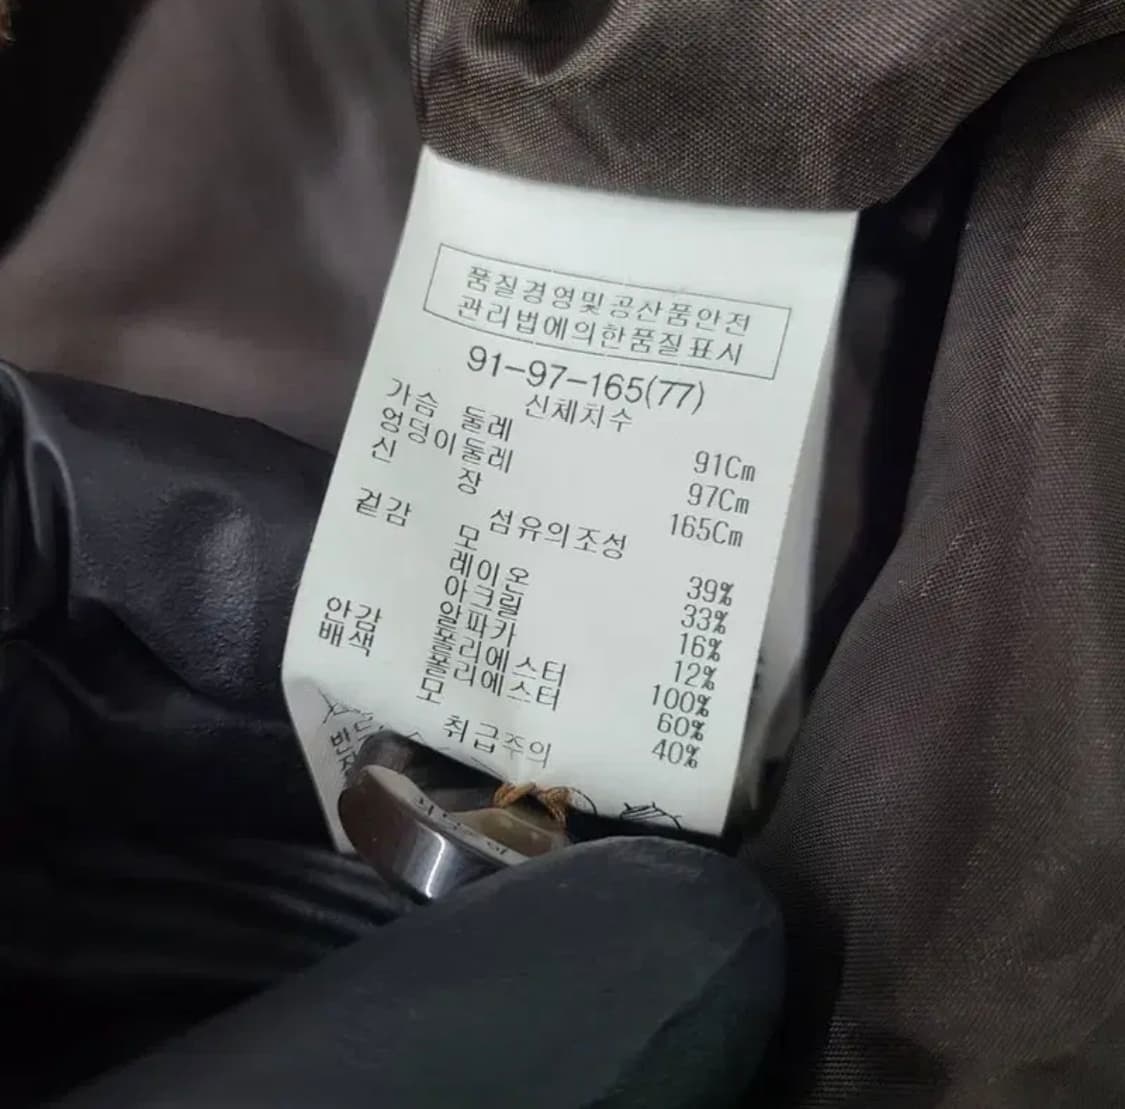 품질경영및공산품안전
관리법에의한품질표시
91-97-165(77)
신체치수
가슴 둘레 91Cm
엉덩이둘레 97Cm
신 장 165Cm
섬유의조성
겉감 모 39%
레이온 33%
아크릴 16%
알파카 12%
안감 폴리에스터 100%
배색 폴리에스터 60%
모 40%
취급주의